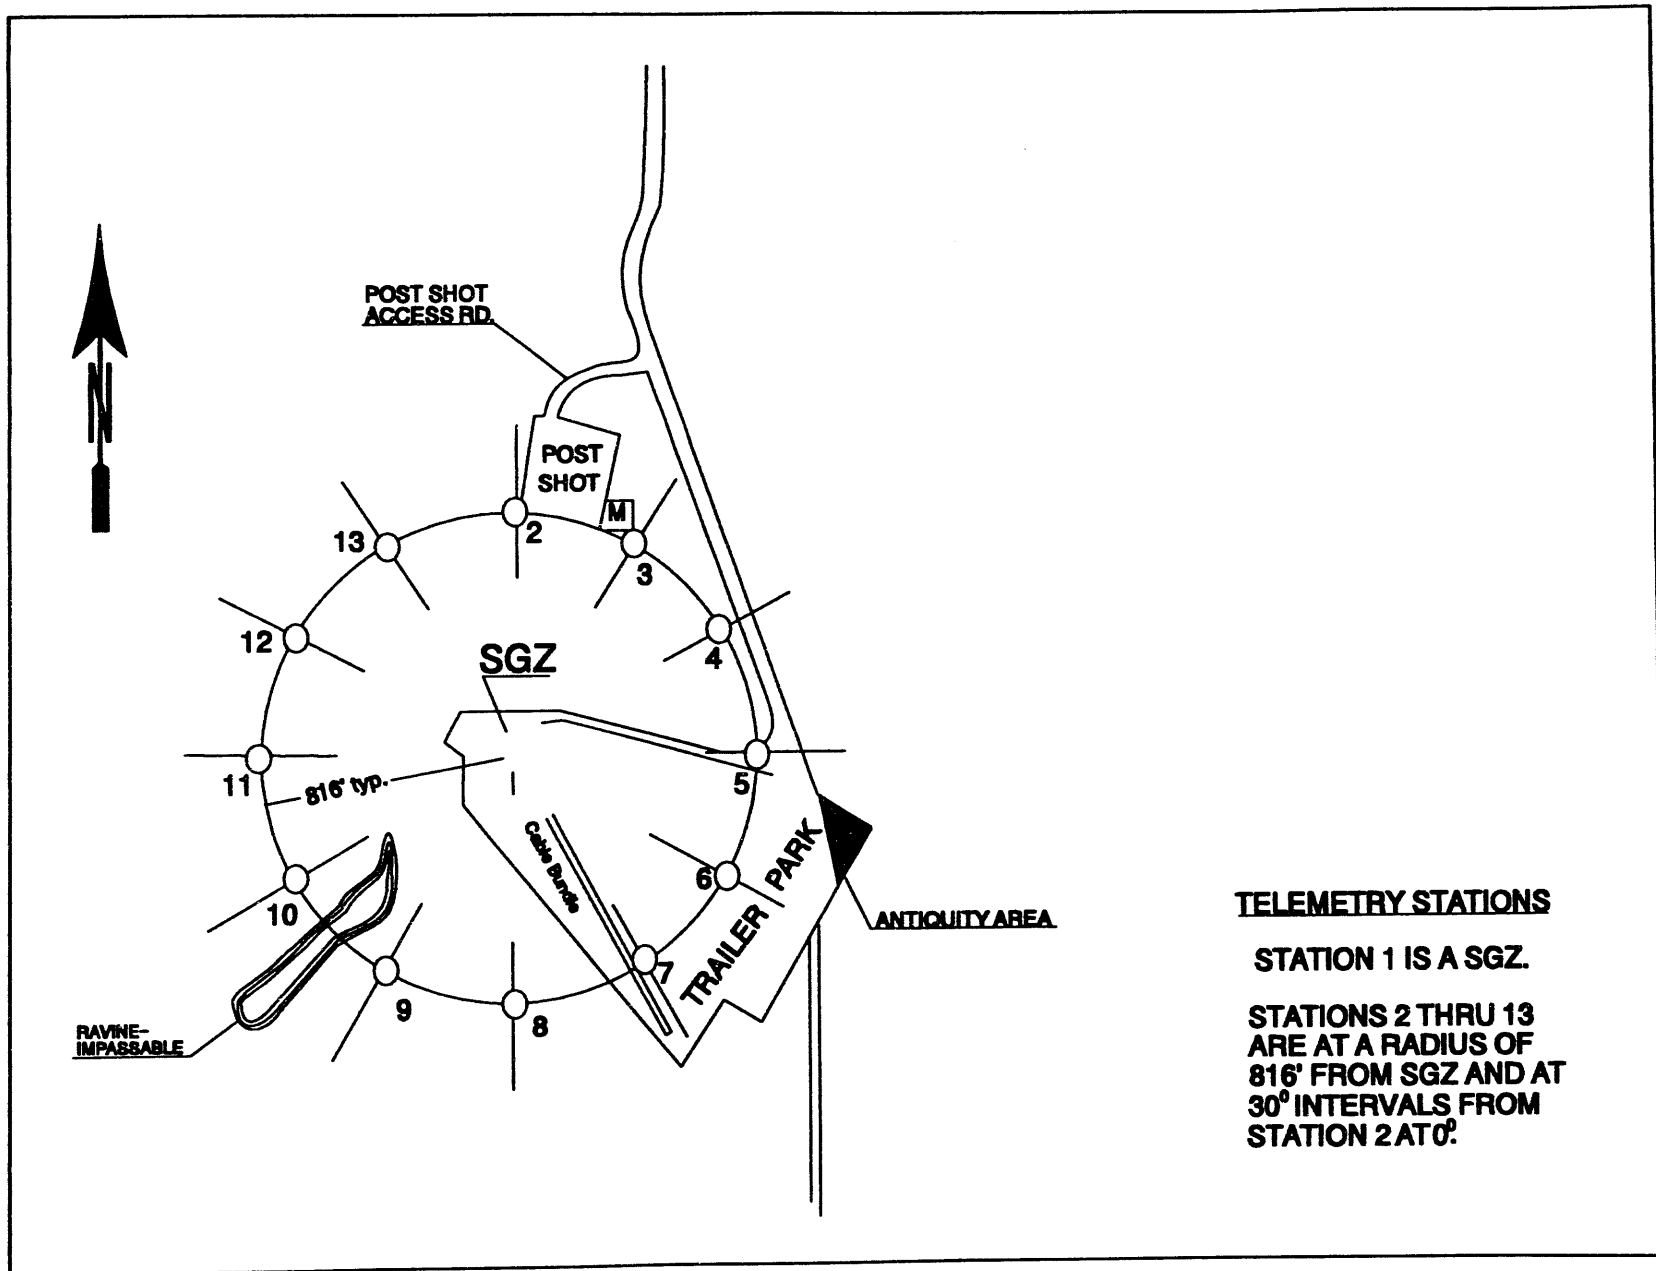 POST SHOT
ACCESS RD.
N
POST
SHOT
M
2
13
3
12
4
SGZ
11
5
816' typ.
Cable Bundle
TRAILER PARK
6
10
ANTIQUITY AREA
7
9
8
RAVINE-
IMPASSABLE
TELEMETRY STATIONS
STATION 1 IS A SGZ.
STATIONS 2 THRU 13
ARE AT A RADIUS OF
816' FROM SGZ AND AT
30⁰ INTERVALS FROM
STATION 2 AT 0⁰.